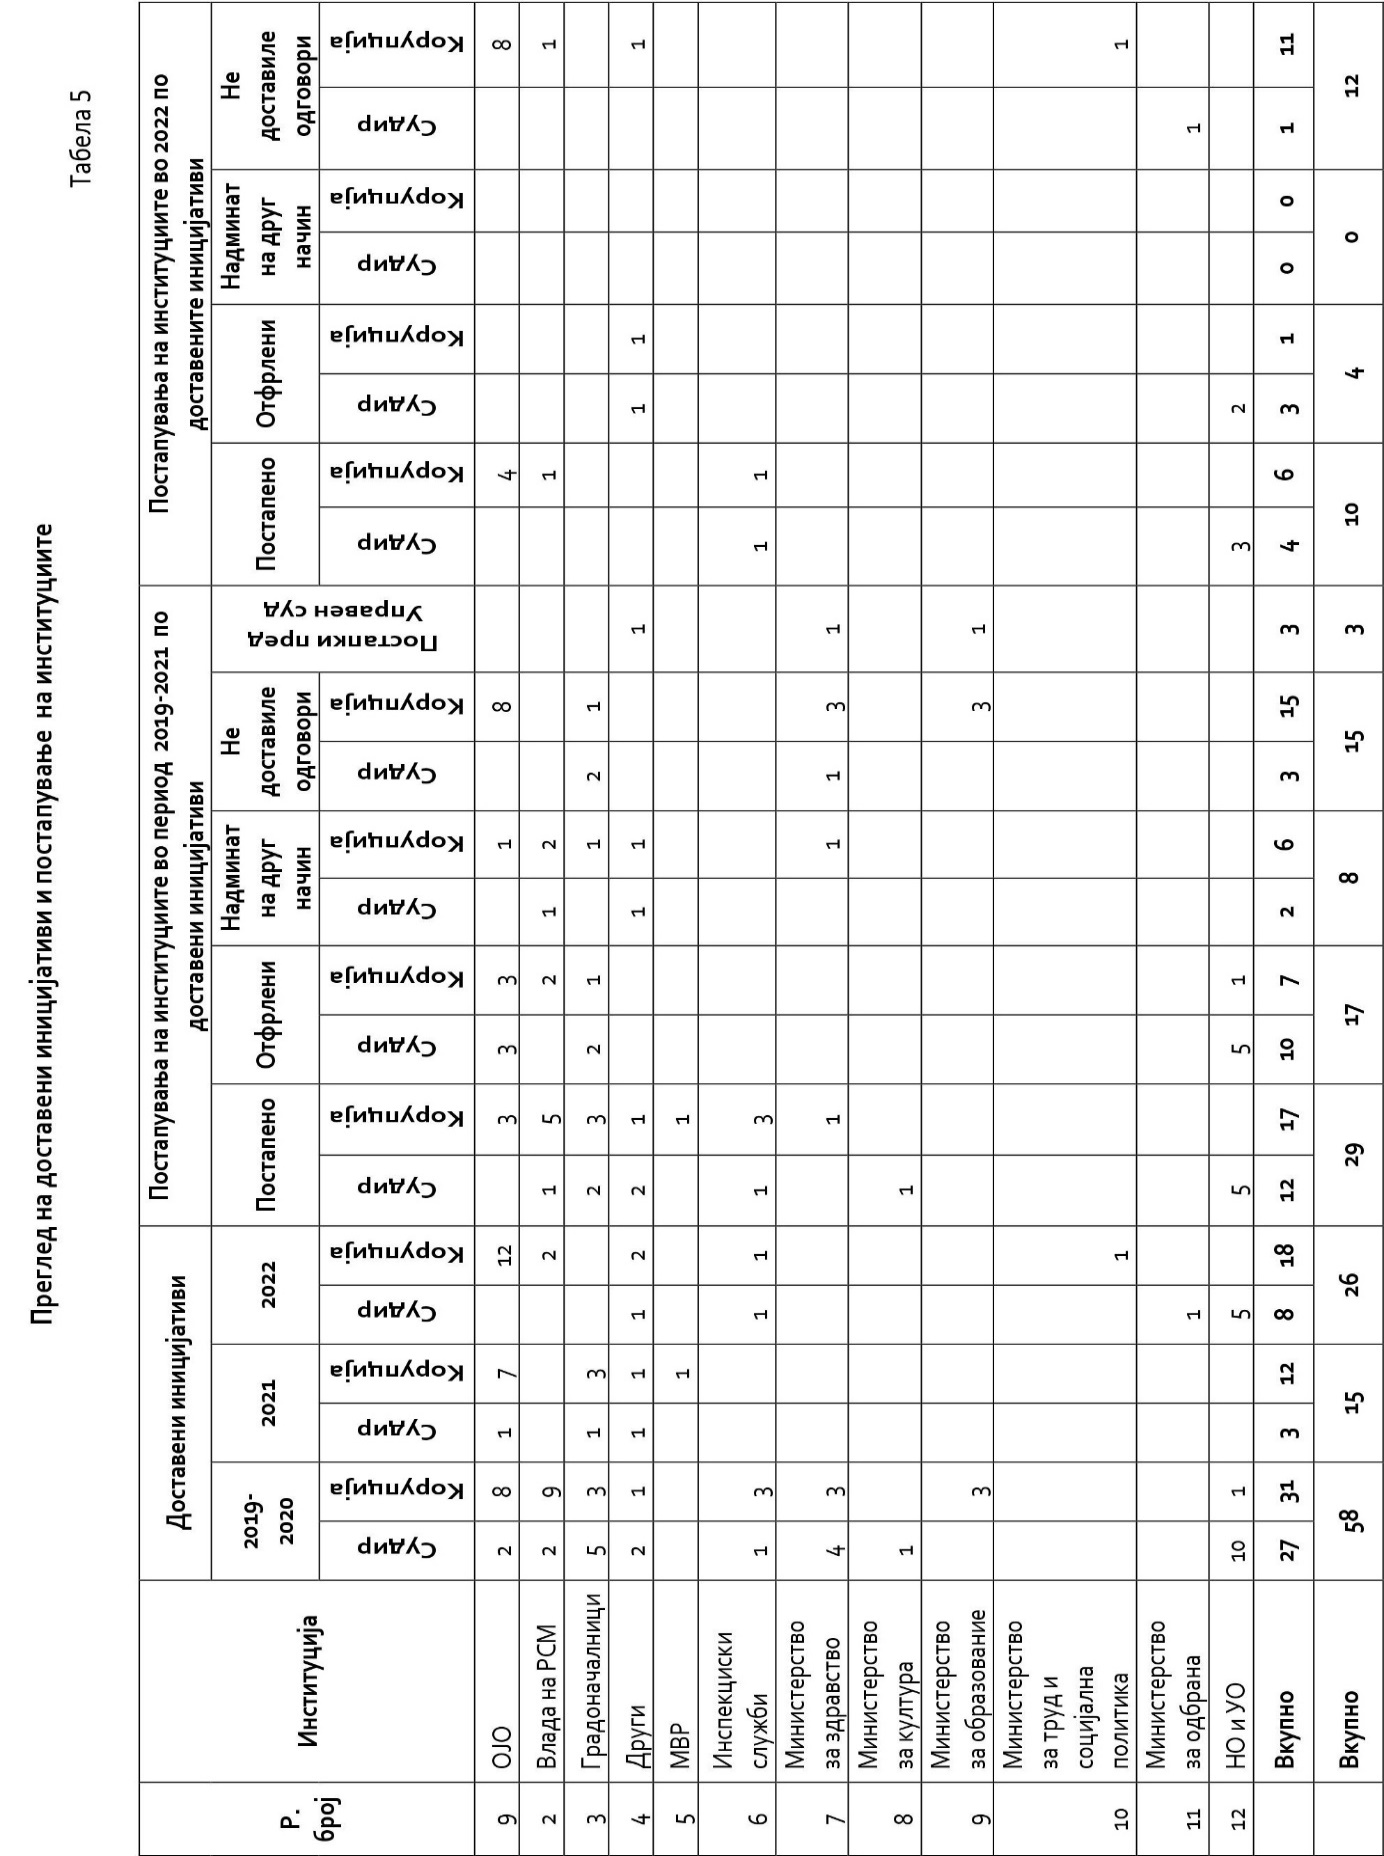 Преглед на доставени иницијативи и постапување на институциите
Табела 5
Р. број Институција Доставени иницијативи Постапувања на институциите во период 2019-2021 по доставени иницијативи Постапувања на институциите во 2022 по доставените иницијативи
2019-2020 2021 2022 Постапено Отфрлени Надминат на друг начин Не доставиле одговори Постапки пред Управен суд Постапено Отфрлени Надминат на друг начин Не доставиле одговори
Судир Корупција Судир Корупција Судир Корупција Судир Корупција Судир Корупција Судир Корупција Судир Корупција Судир Корупција Судир Корупција Судир Корупција Судир Корупција
9 ОЈО 2 8 1 7 12 3 3 3 1 8 4 8
2 Влада на РСМ 2 9 2 1 5 2 1 2 1 1
3 Градоначалници 5 3 1 3 2 3 2 1 1 2 1
4 Други 2 1 1 1 1 2 2 1 1 1 1 1 1 1
5 МВР 1 1
6 Инспекциски служби 1 3 1 1 1 3 1 1
7 Министерство за здравство 4 3 1 1 1 3 1
8 Министерство за култура 1 1
9 Министерство за образование 3 3 1
10 Министерство за труд и социјална политика 1 1
11 Министерство за одбрана 1 1
12 НО и УО 10 1 5 5 5 1 3 2
Вкупно 27 31 3 12 8 18 12 17 10 7 2 6 3 15 3 4 6 3 1 0 0 1 11
Вкупно 58 15 26 29 17 8 15 3 10 4 0 12